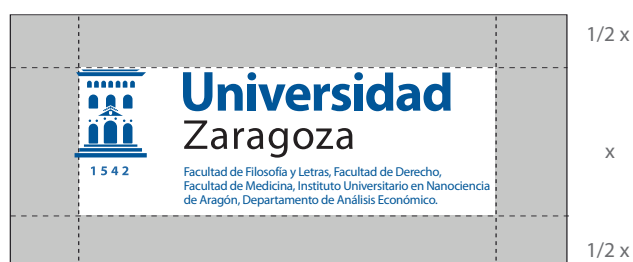 1/2 x
Universidad
Zaragoza
x
1542
Facultad de Filosofía y Letras, Facultad de Derecho,
Facultad de Medicina, Instituto Universitario en Nanociencia
de Aragón, Departamento de Análisis Económico.
1/2 x